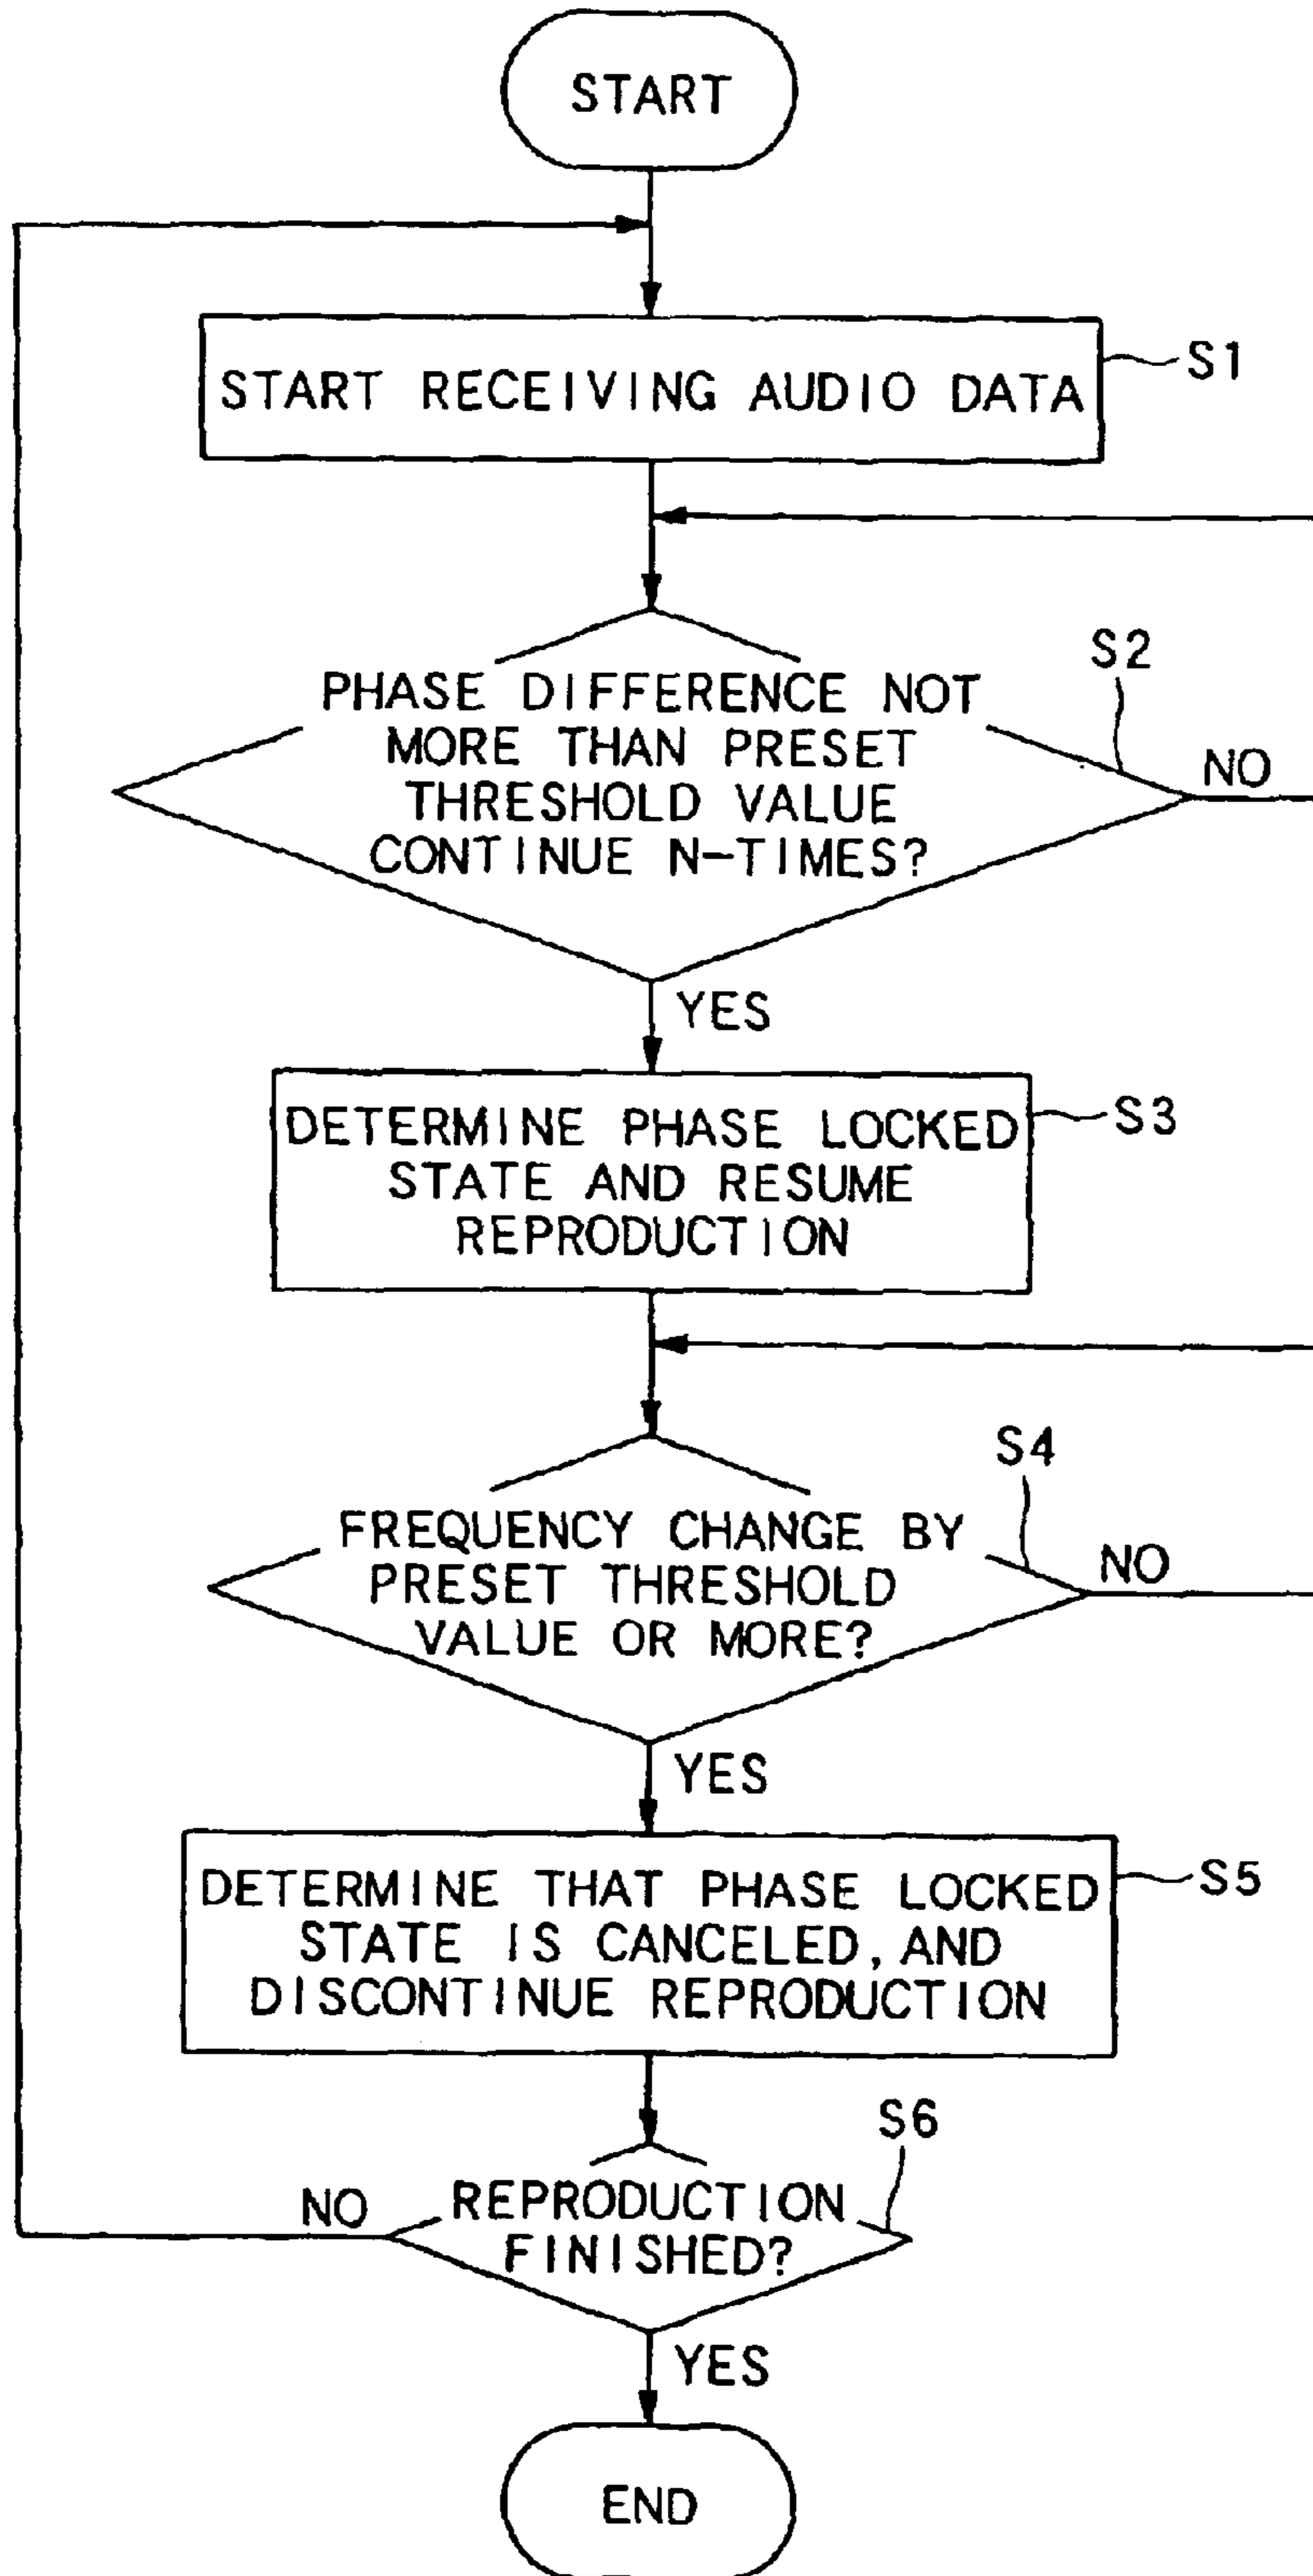 START
START RECEIVING AUDIO DATA
S1
PHASE DIFFERENCE NOT
MORE THAN PRESET
THRESHOLD VALUE
CONTINUE N-TIMES?
S2
NO
YES
DETERMINE PHASE LOCKED
STATE AND RESUME
REPRODUCTION
S3
FREQUENCY CHANGE BY
PRESET THRESHOLD
VALUE OR MORE?
S4
NO
YES
DETERMINE THAT PHASE LOCKED
STATE IS CANCELED, AND
DISCONTINUE REPRODUCTION
S5
S6
NO
REPRODUCTION
FINISHED?
YES
END